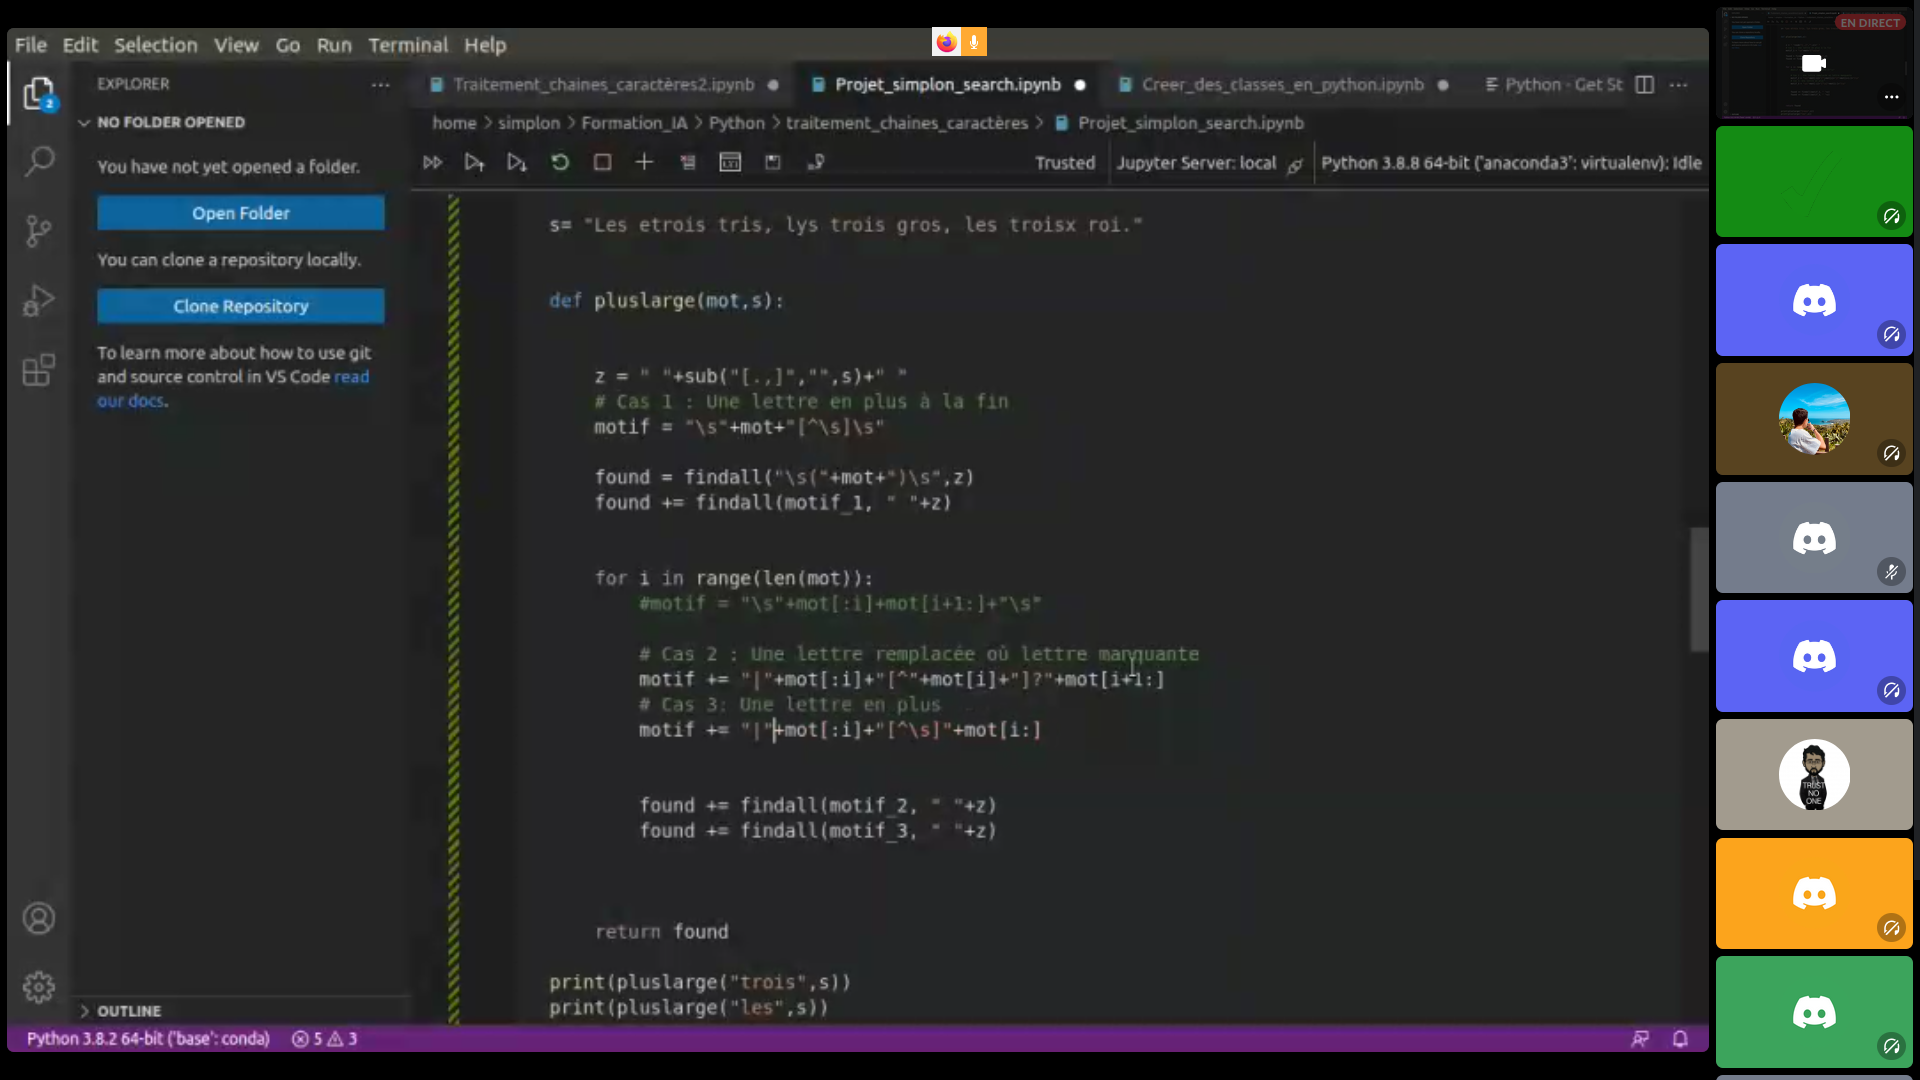 File Edit Selection View Go Run Terminal Help
EN DIRECT
EXPLORER
Traitement_chaines_caractères2.ipynb
Projet_simplon_search.ipynb
Creer_des_classes_en_python.ipynb
Python - Get St
2
NO FOLDER OPENED
home > simplon > Formation_IA > Python > traitement_chaines_caractères > Projet_simplon_search.ipynb
You have not yet opened a folder.
Trusted
Jupyter Server: local
Python 3.8.8 64-bit ('anaconda3': virtualenv): Idle
Open Folder
You can clone a repository locally.
Clone Repository
To learn more about how to use git
and source control in VS Code read
our docs.
s= "Les etrois tris, lys trois gros, les troisx roi."
def pluslarge(mot,s):
z = " "+sub("[.,]","",s)+" "
# Cas 1 : Une lettre en plus à la fin
motif = "\s"+mot+"[^\s]\s"
found = findall("\s("+mot+")\s",z)
found += findall(motif_1, " "+z)
for i in range(len(mot)):
#motif = "\s"+mot[:i]+mot[i+1:]+"\s"
# Cas 2 : Une lettre remplacée où lettre manquante
motif += "|"+mot[:i]+"[^"+mot[i]+"]?"+mot[i+1:]
# Cas 3: Une lettre en plus
motif += "|"+mot[:i]+"[^\s]"+mot[i:]
found += findall(motif_2, " "+z)
found += findall(motif_3, " "+z)
return found
print(pluslarge("trois",s))
print(pluslarge("les",s))
TRUST
NO
ONE
OUTLINE
Python 3.8.2 64-bit ('base': conda)
5
3